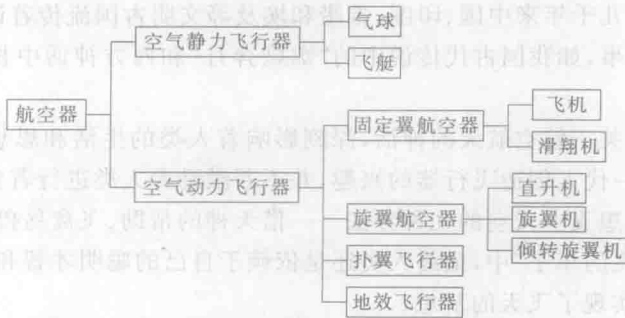 航空器
空气静力飞行器
气球
飞艇
空气动力飞行器
固定翼航空器
飞机
滑翔机
旋翼航空器
直升机
旋翼机
倾转旋翼机
扑翼飞行器
地效飞行器